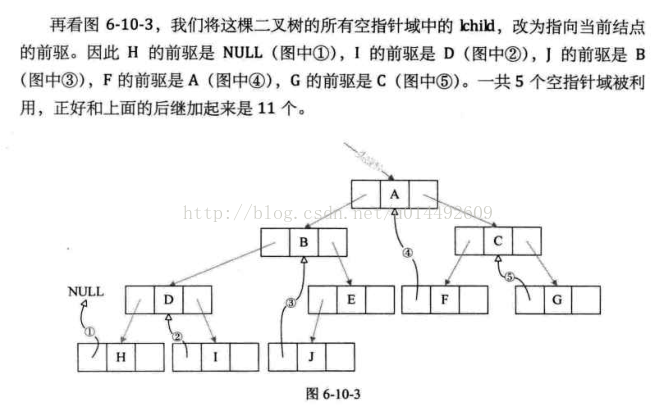 再看图 6-10-3，我们将这棵二叉树的所有空指针域中的 lchild，改为指向当前结点
的前驱。因此 H 的前驱是 NULL（图中①），I 的前驱是 D（图中②），J 的前驱是 B
（图中③），F 的前驱是 A（图中④），G 的前驱是 C（图中⑤）。一共 5 个空指针域被利
用，正好和上面的后继加起来是 11 个。
A
http://blog.csdn.net/u014492609
B
C
④
⑤
NULL
D
③
E
F
G
①
②
H
I
J
图 6-10-3